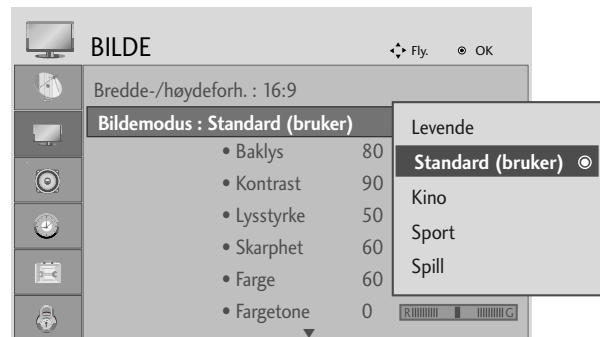 BILDE
Fly. OK
Bredde-/høydeforh. : 16:9
Bildemodus : Standard (bruker)
• Baklys 80
• Kontrast 90
• Lysstyrke 50
• Skarphet 60
• Farge 60
• Fargetone 0 R G
Levende
Standard (bruker)
Kino
Sport
Spill